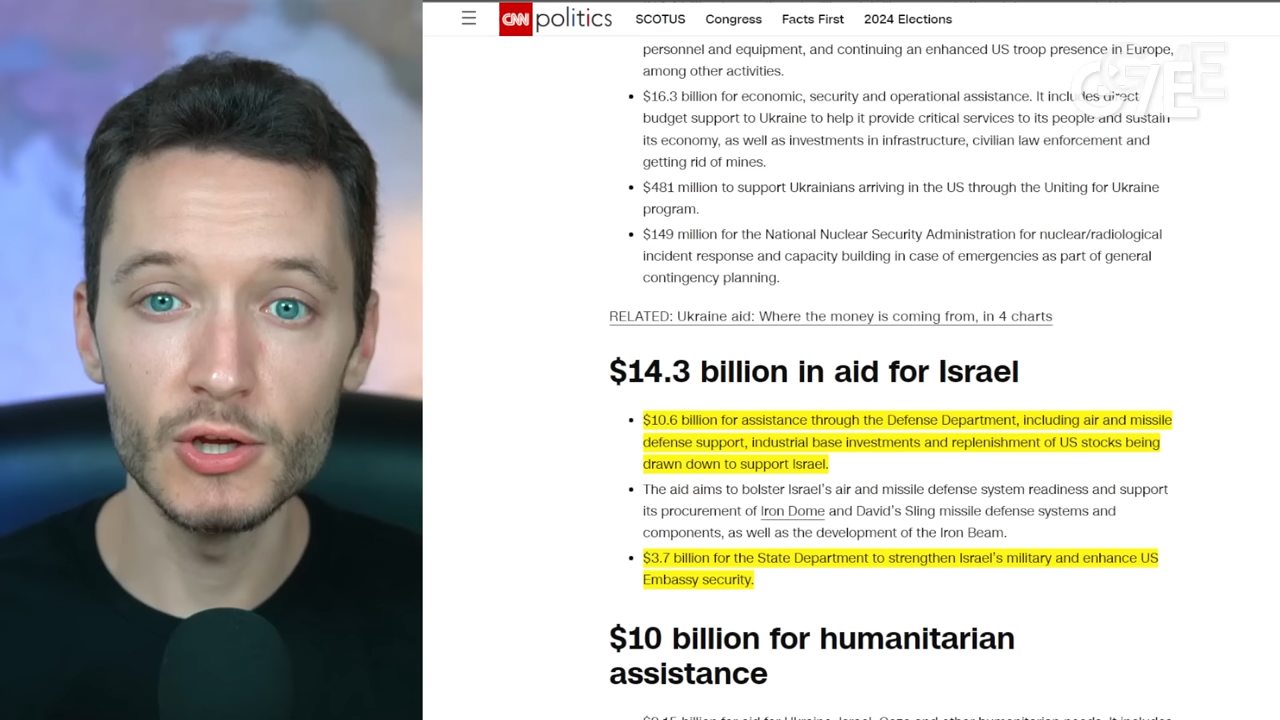 CNN politics SCOTUS Congress Facts First 2024 Elections
personnel and equipment, and continuing an enhanced US troop presence in Europe,
among other activities.
• $16.3 billion for economic, security and operational assistance. It includes direct
budget support to Ukraine to help it provide critical services to its people and sustain
its economy, as well as investments in infrastructure, civilian law enforcement and
getting rid of mines.
• $481 million to support Ukrainians arriving in the US through the Uniting for Ukraine
program.
• $149 million for the National Nuclear Security Administration for nuclear/radiological
incident response and capacity building in case of emergencies as part of general
contingency planning.
RELATED: Ukraine aid: Where the money is coming from, in 4 charts
$14.3 billion in aid for Israel
• $10.6 billion for assistance through the Defense Department, including air and missile
defense support, industrial base investments and replenishment of US stocks being
drawn down to support Israel.
• The aid aims to bolster Israel's air and missile defense system readiness and support
its procurement of Iron Dome and David's Sling missile defense systems and
components, as well as the development of the Iron Beam.
• $3.7 billion for the State Department to strengthen Israel's military and enhance US
Embassy security.
$10 billion for humanitarian
assistance